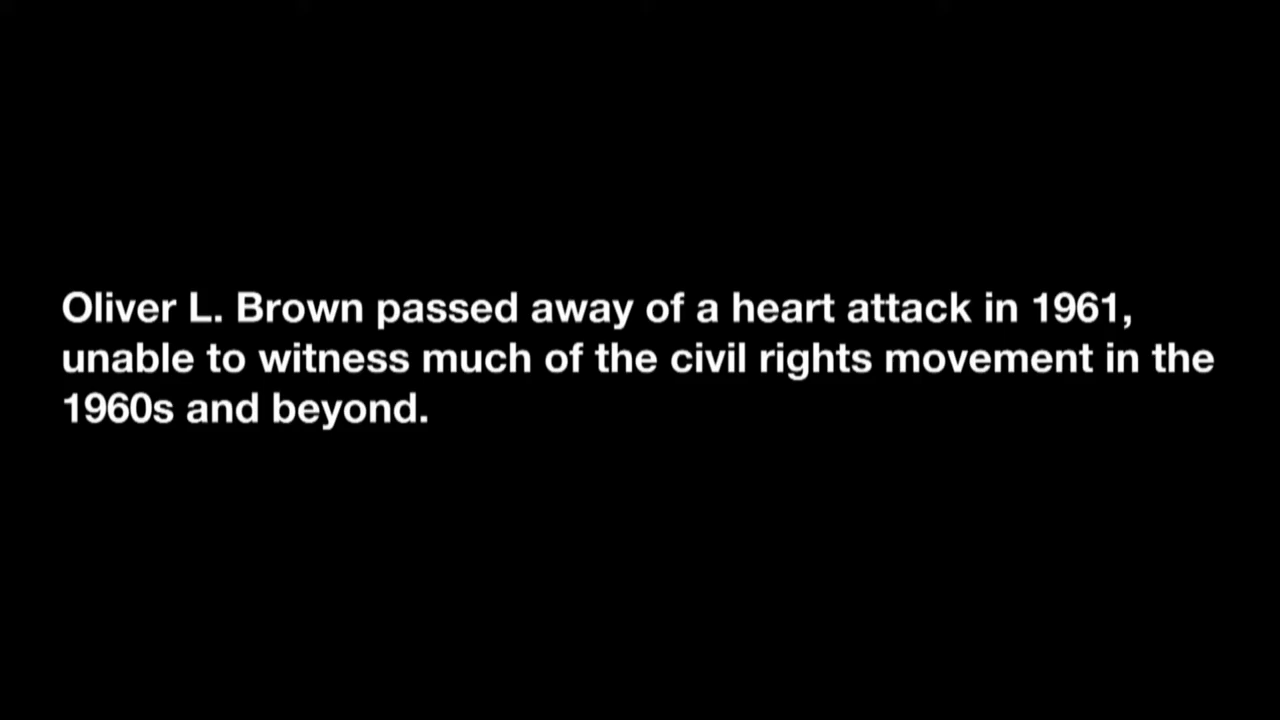 Oliver L. Brown passed away of a heart attack in 1961,
unable to witness much of the civil rights movement in the
1960s and beyond.